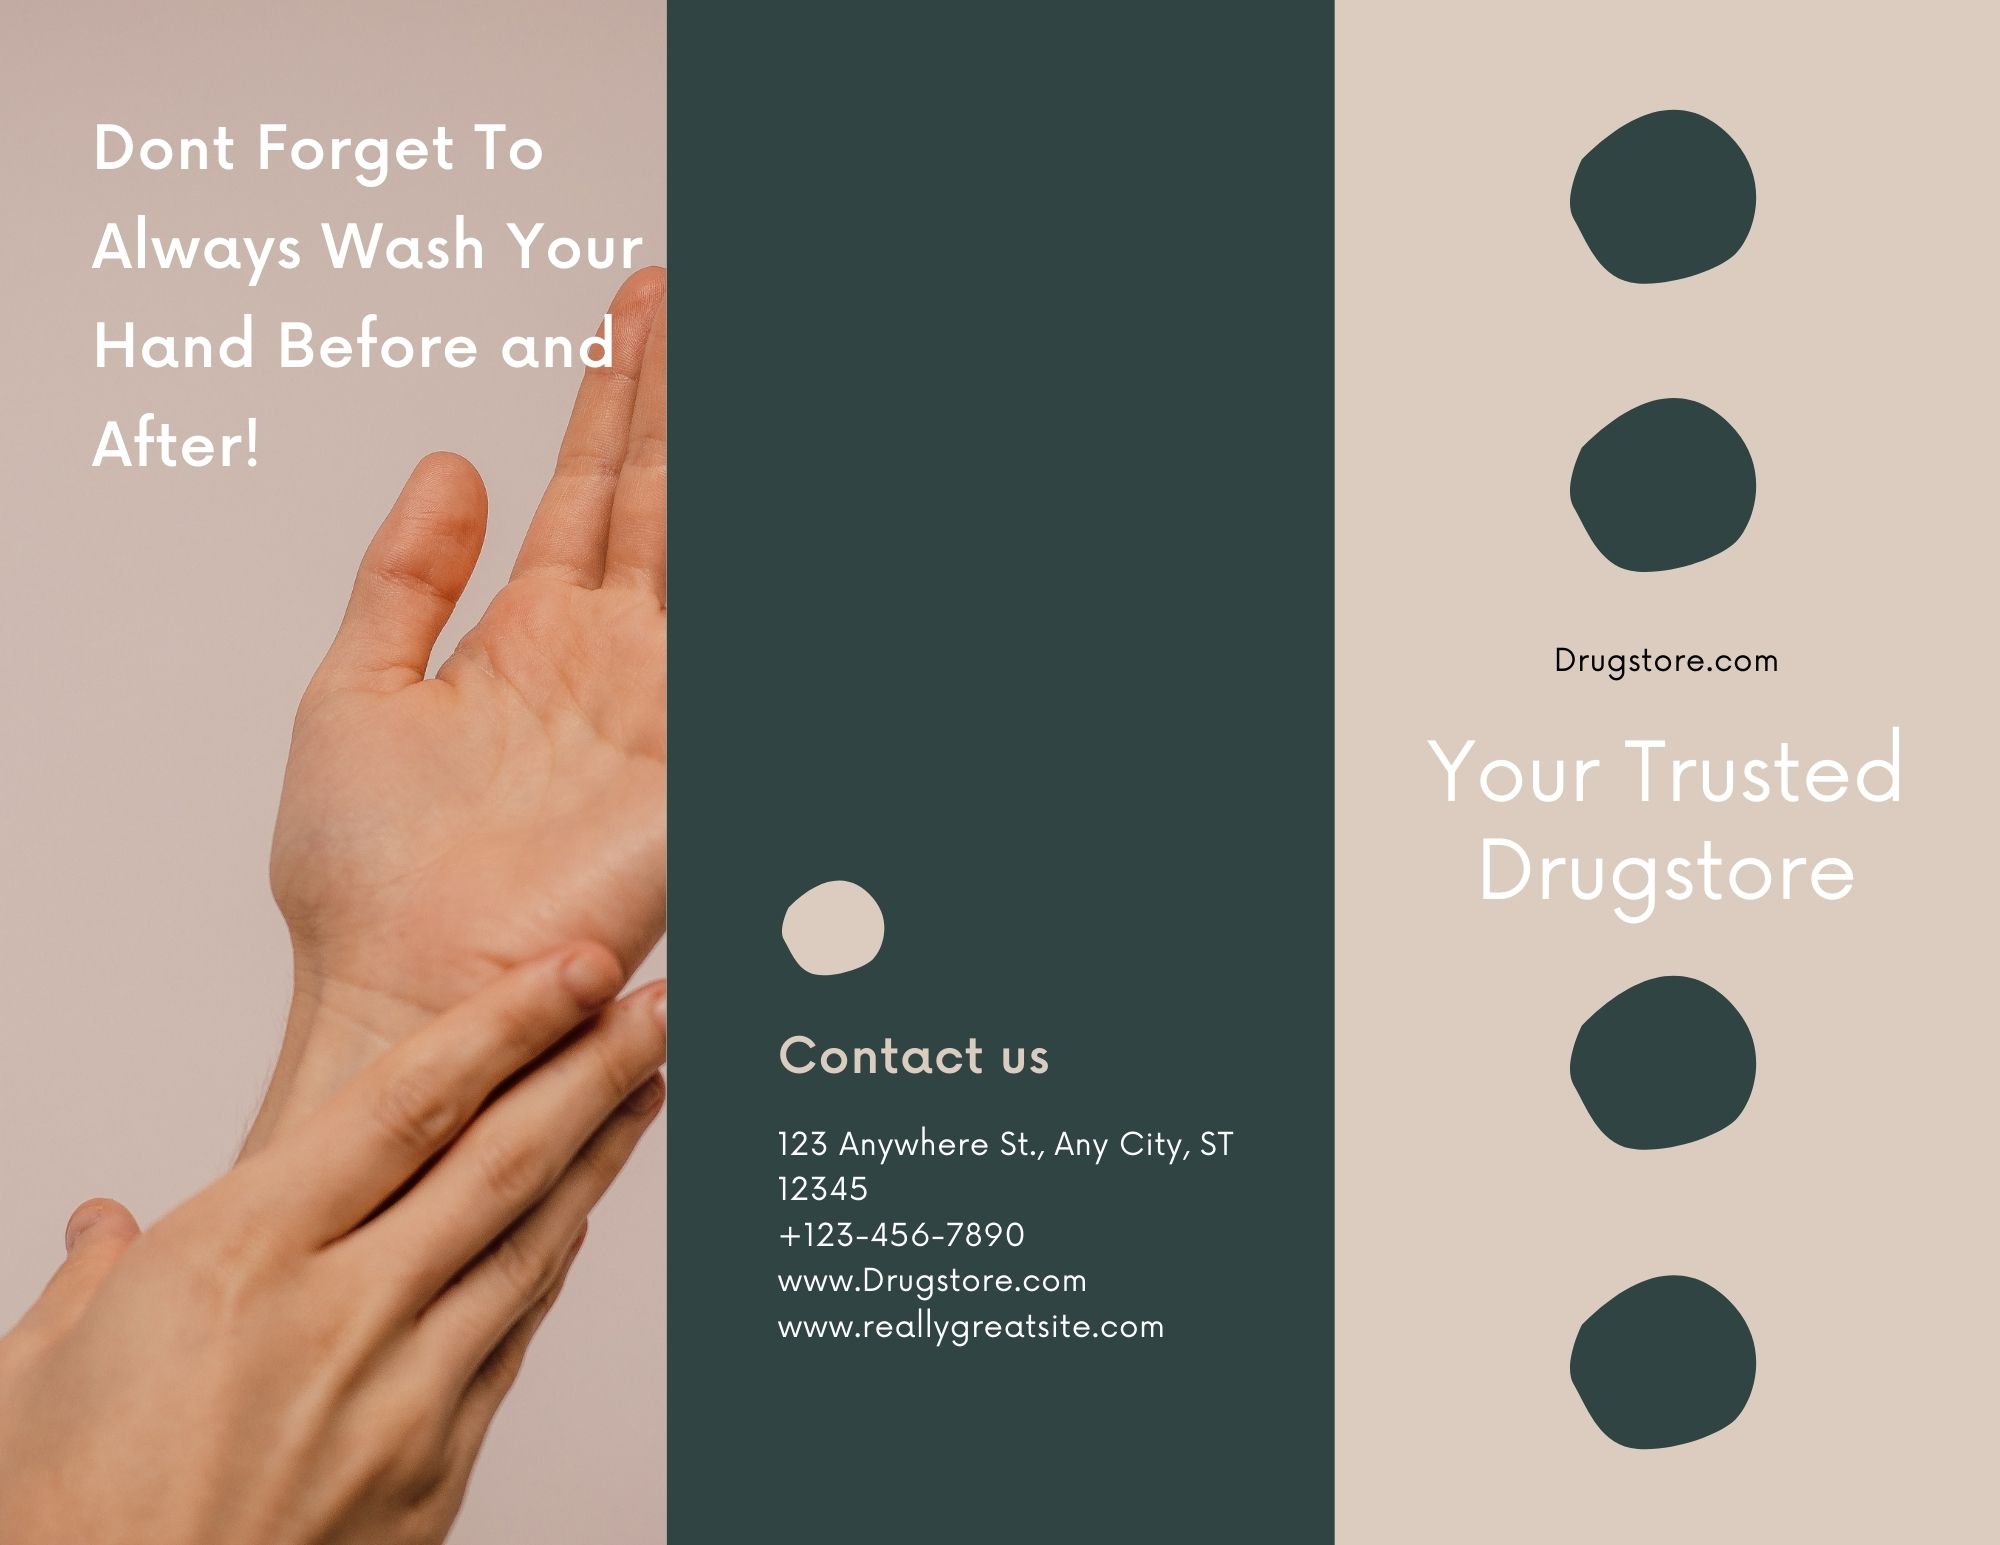 Dont Forget To
Always Wash Your
Hand Before and
After!
Contact us
123 Anywhere St., Any City, ST
12345
+123-456-7890
www.Drugstore.com
www.reallygreatsite.com
Drugstore.com
Your Trusted
Drugstore